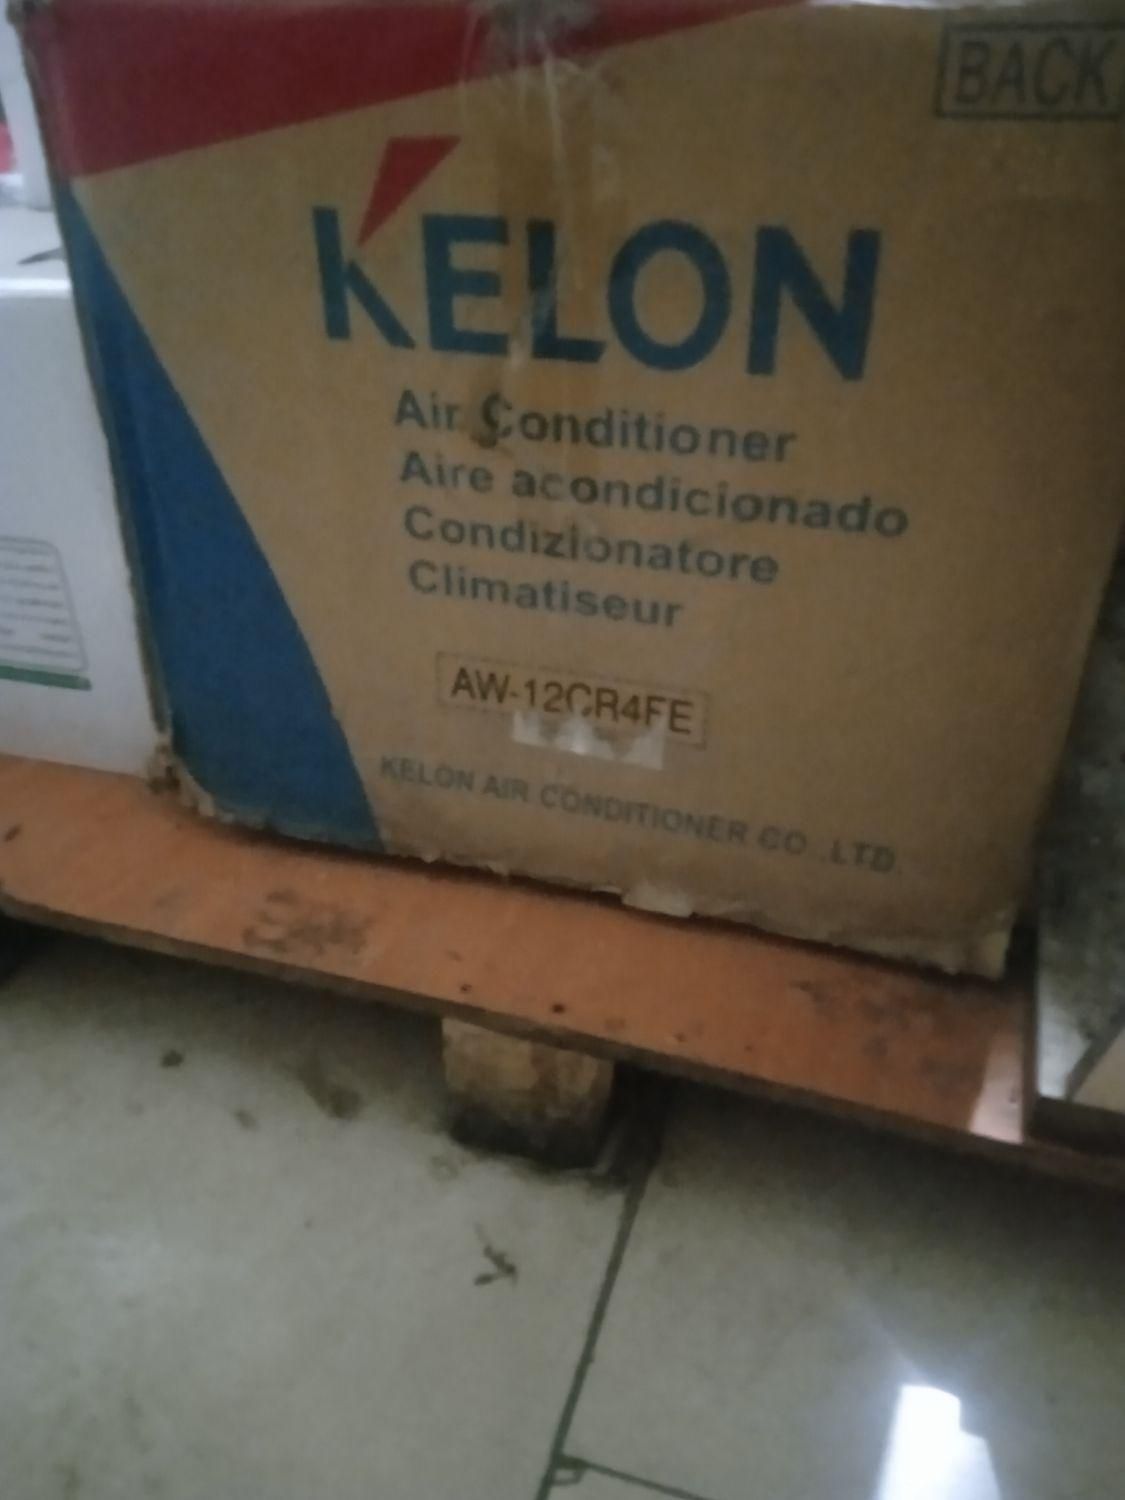 BACK
KELON
Air Conditioner
Aire acondicionado
Condizionatore
Climatiseur
AW-12CR4FE
KELON AIR CONDITIONER CO .,LTD.